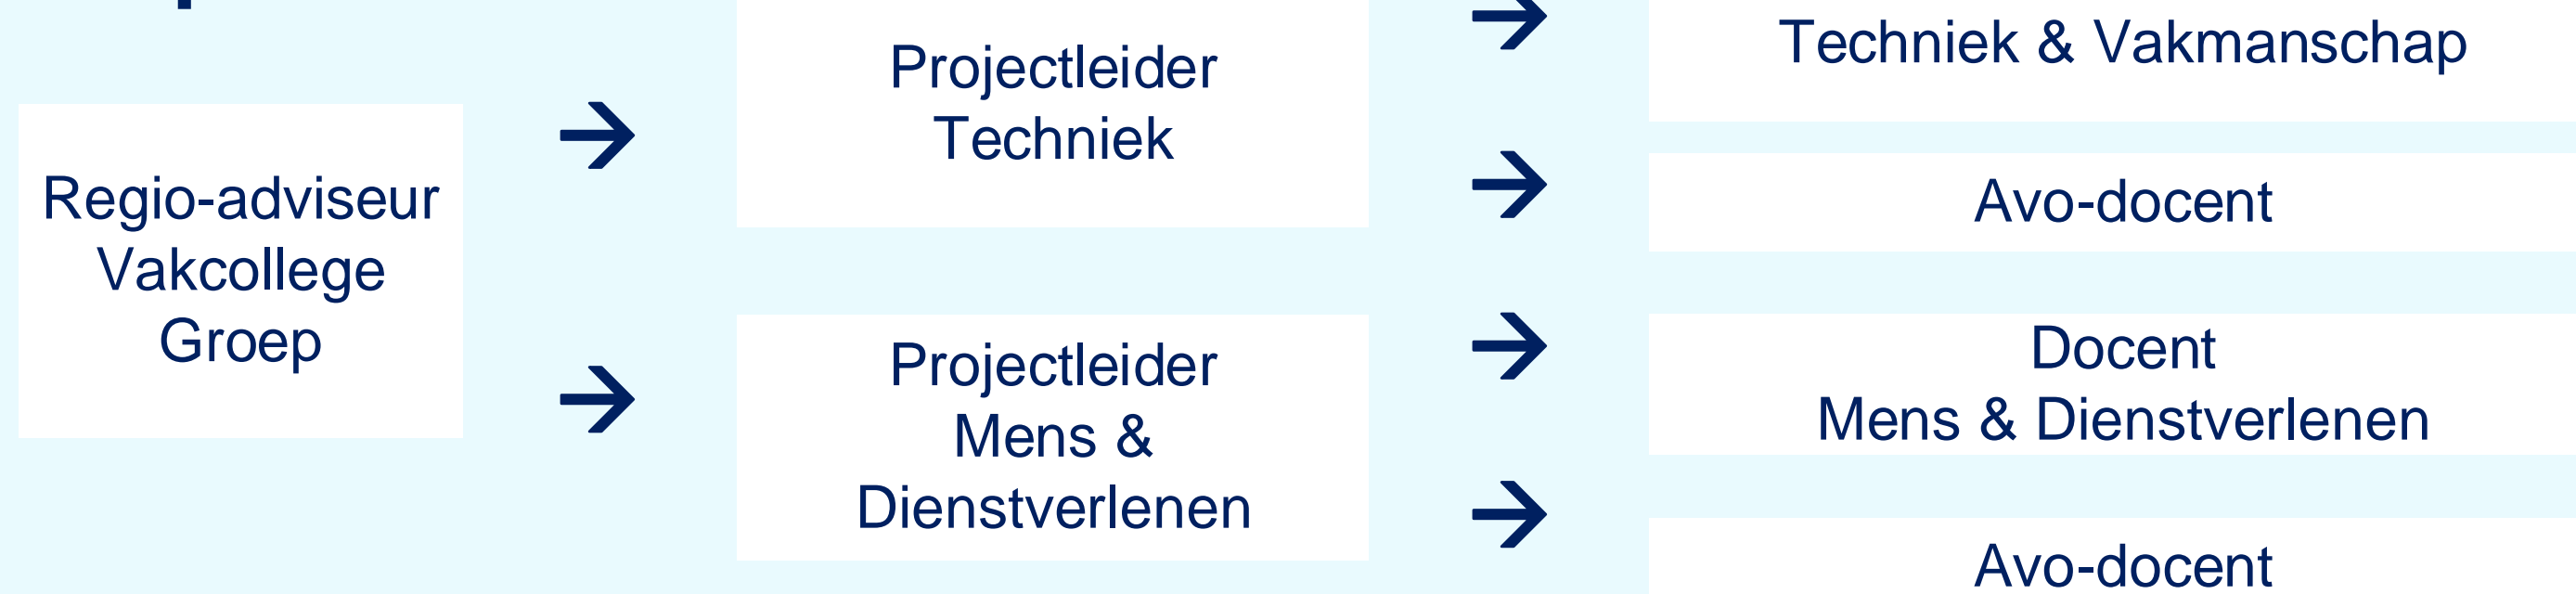 Regio-adviseur
Vakcollege
Groep
→
→
Projectleider
Techniek
Projectleider
Mens &
Dienstverlenen
→
→
→
→
Techniek & Vakmanschap
Avo-docent
Docent
Mens & Dienstverlenen
Avo-docent